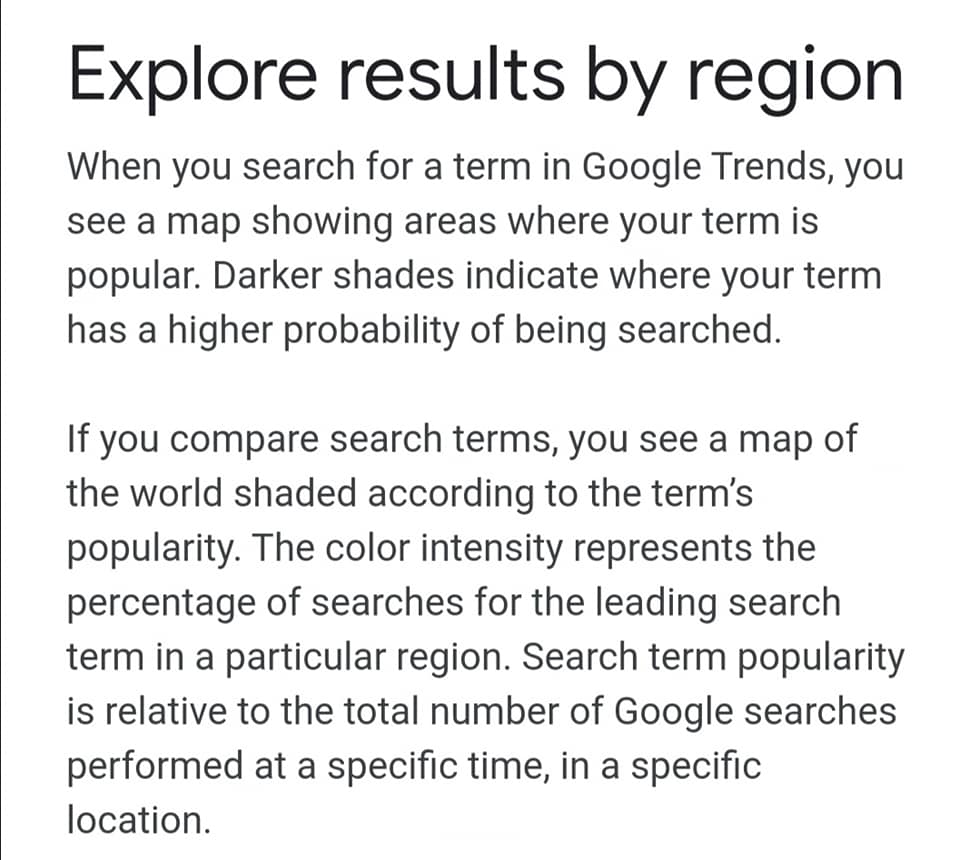 Explore results by region
When you search for a term in Google Trends, you
see a map showing areas where your term is
popular. Darker shades indicate where your term
has a higher probability of being searched.
If you compare search terms, you see a map of
the world shaded according to the term’s
popularity. The color intensity represents the
percentage of searches for the leading search
term in a particular region. Search term popularity
is relative to the total number of Google searches
performed at a specific time, in a specific
location.